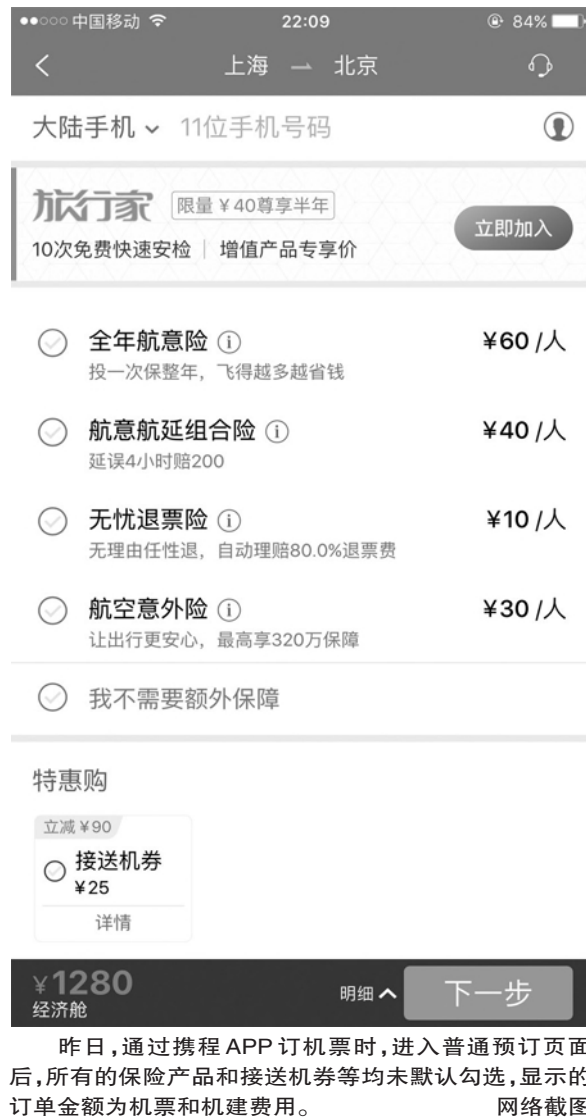 中国移动 22:09 84%
上海 — 北京
大陆手机 11位手机号码
旅行家 限量￥40尊享半年
立即加入
10次免费快速安检 | 增值产品专享价
全年航意险 i ¥60 /人
投一次保整年，飞得越多越省钱
航意航延组合险 i ¥40 /人
延误4小时赔200
无忧退票险 i ¥10 /人
无理由任性退，自动理赔80.0%退票费
航空意外险 i ¥30 /人
让出行更安心，最高享320万保障
我不需要额外保障
特惠购
立减￥90
接送机券
¥25
详情
¥1280
经济舱
明细
下一步
昨日，通过携程APP订机票时，进入普通预订页面
后，所有的保险产品和接送机券等均未默认勾选，显示的
订单金额为机票和机建费用。 网络截图